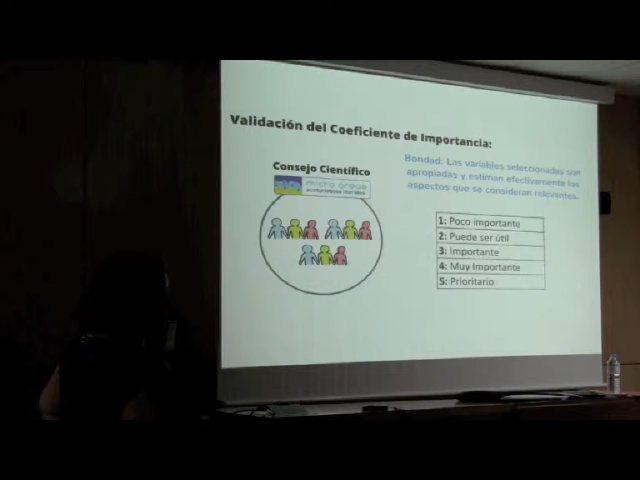 Validación del Coeficiente de Importancia:
Consejo Científico
Bondad: Las variables seleccionadas son
apropiadas y estiman efectivamente los
aspectos que se consideran relevantes.
1: Poco importante
2: Puede ser útil
3: Importante
4: Muy Importante
5: Prioritario